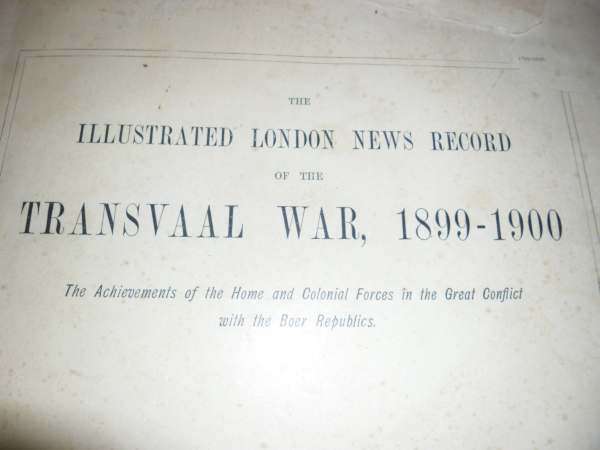 THE
ILLUSTRATED LONDON NEWS RECORD
OF THE
TRANSVAAL WAR, 1899-1900
The Achievements of the Home and Colonial Forces in the Great Conflict
with the Boer Republics.